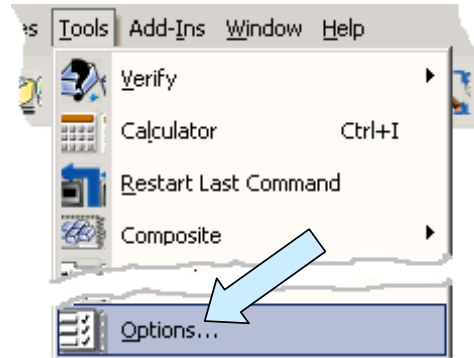 es Tools Add-Ins Window Help
Verify
Calculator Ctrl+I
Restart Last Command
Composite
Options...